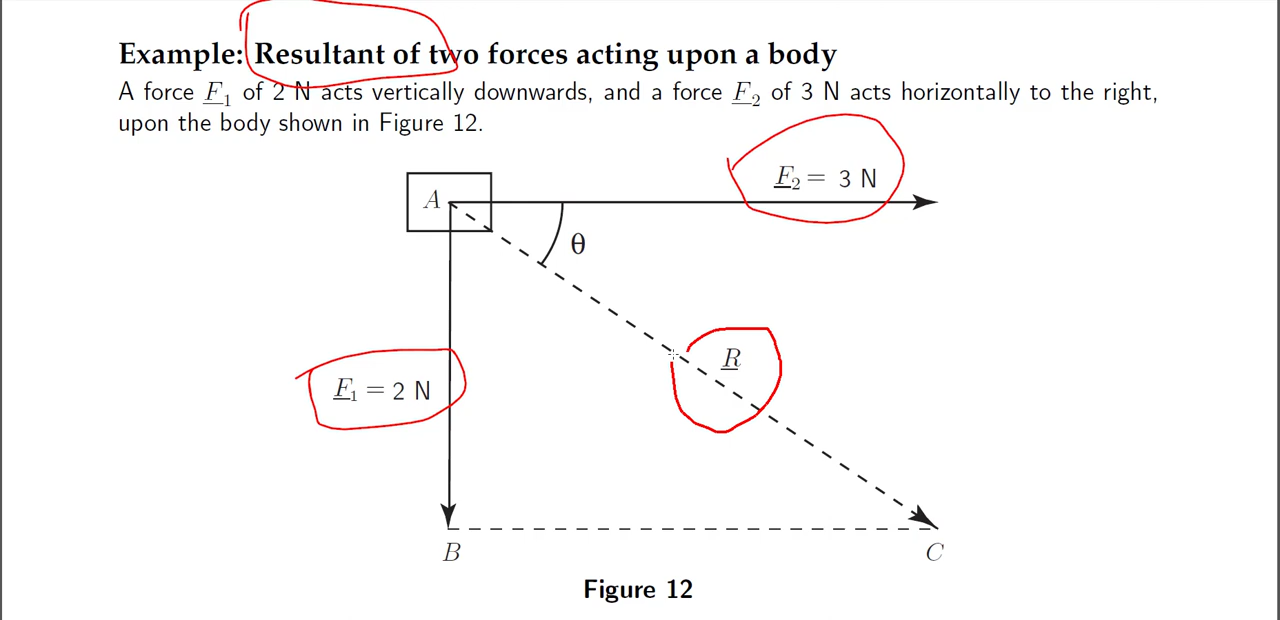 Example: Resultant of two forces acting upon a body
A force F₁ of 2 N acts vertically downwards, and a force F₂ of 3 N acts horizontally to the right,
upon the body shown in Figure 12.
F₂ = 3 N
A
θ
R
F₁ = 2 N
B
C
Figure 12